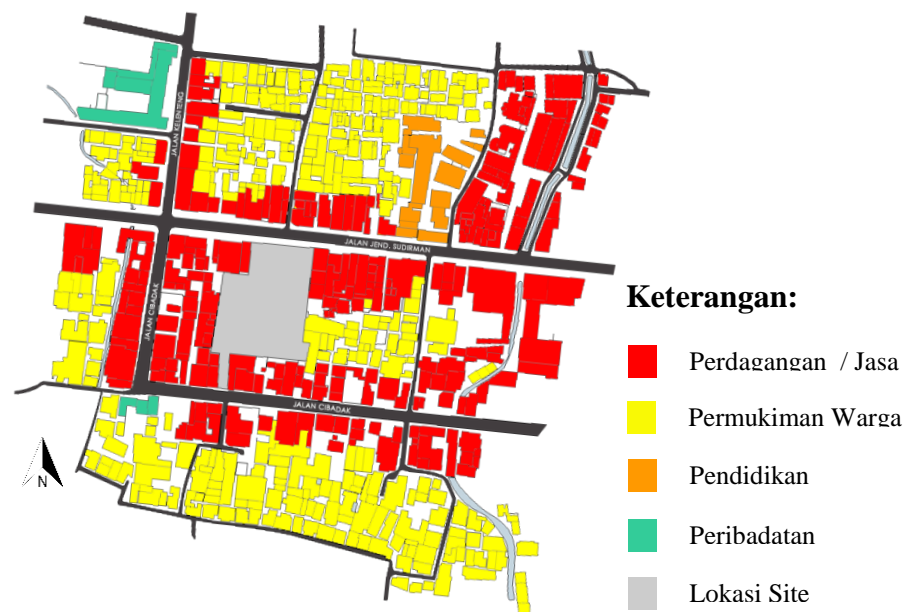 JALAN KELENTENG
JALAN JEND. SUDIRMAN
JALAN CIBADAK
JALAN CIBADAK
N
Keterangan:
Perdagangan / Jasa
Permukiman Warga
Pendidikan
Peribadatan
Lokasi Site